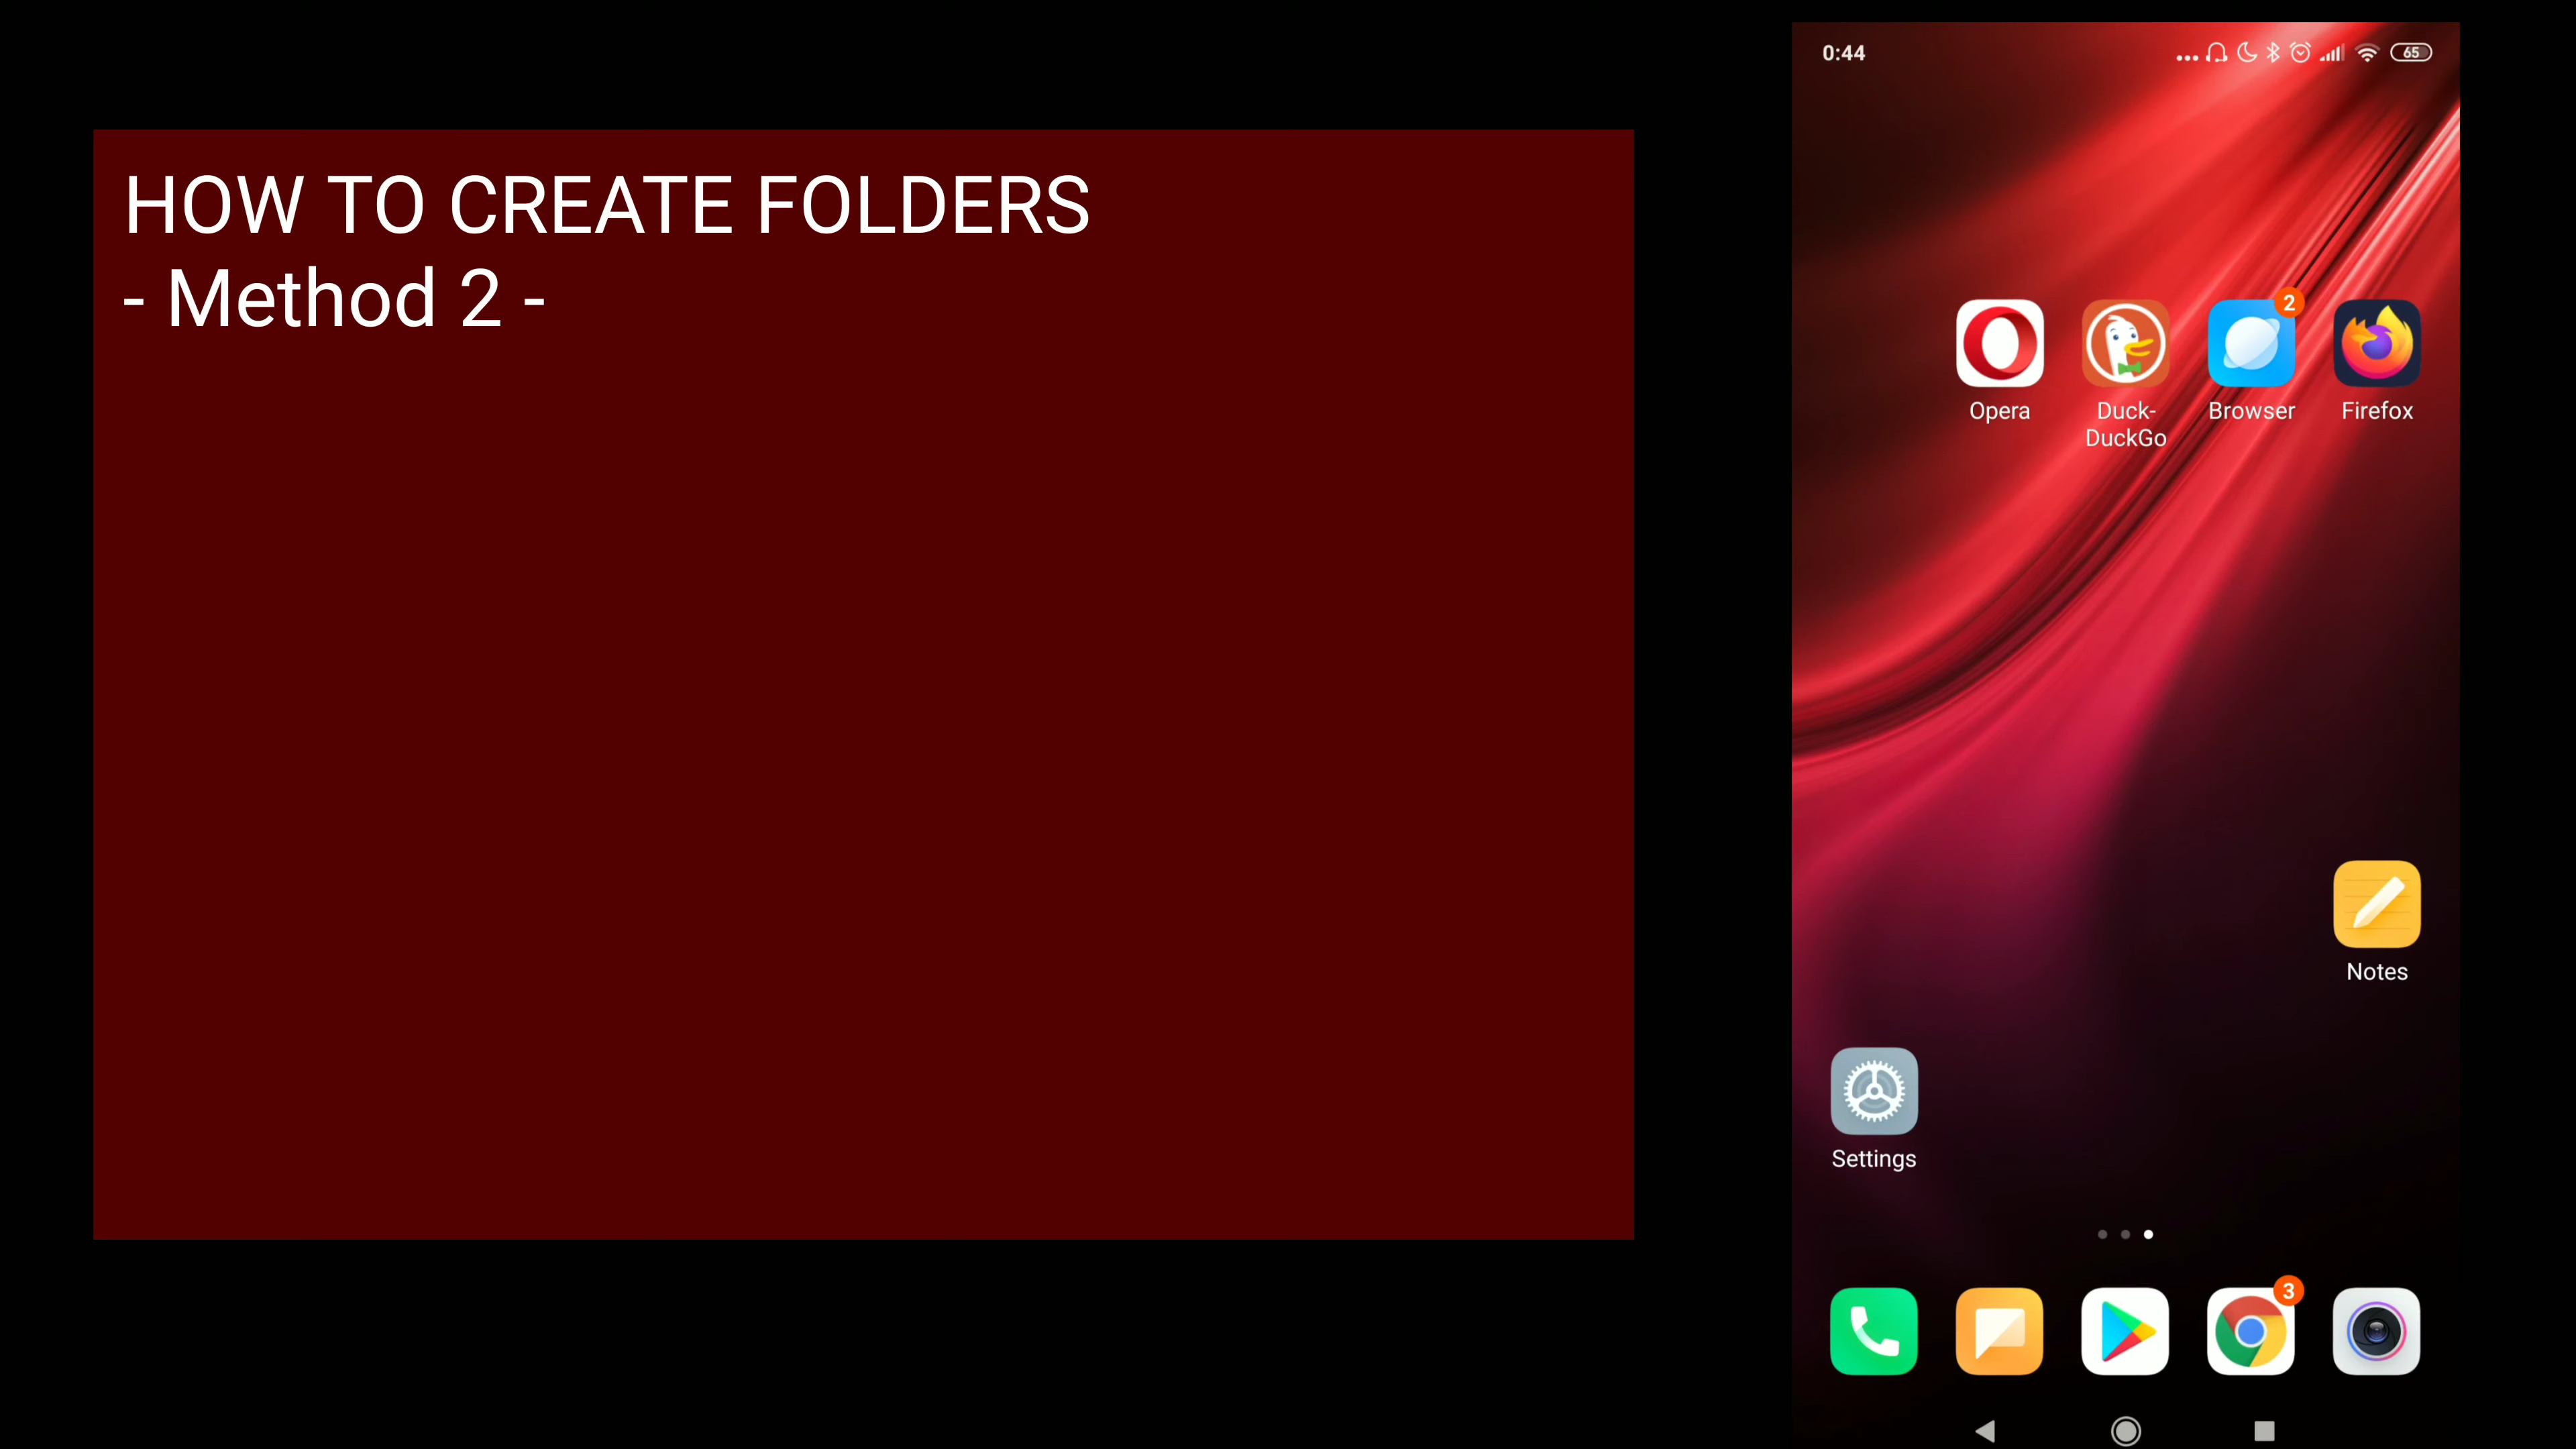 HOW TO CREATE FOLDERS
- Method 2 -
0:44
65
2
Opera
Duck-
DuckGo
Browser
Firefox
Notes
Settings
3